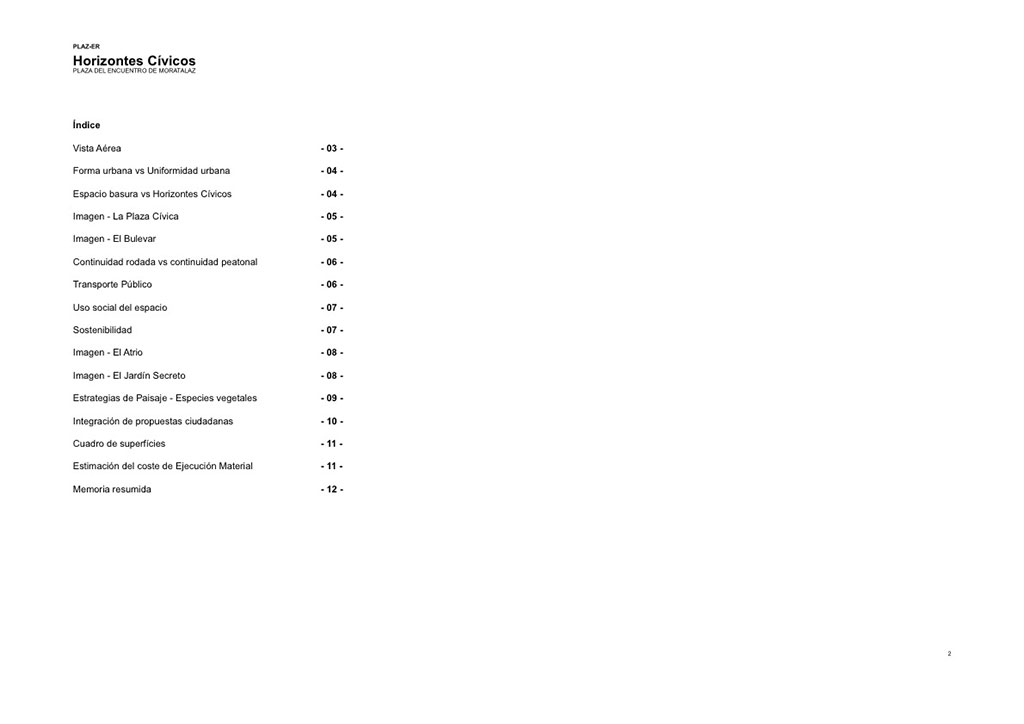 PLAZ-ER
Horizontes Cívicos
PLAZA DEL ENCUENTRO DE MORATALAZ
Índice
Vista Aérea - 03 -
Forma urbana vs Uniformidad urbana - 04 -
Espacio basura vs Horizontes Cívicos - 04 -
Imagen - La Plaza Cívica - 05 -
Imagen - El Bulevar - 05 -
Continuidad rodada vs continuidad peatonal - 06 -
Transporte Público - 06 -
Uso social del espacio - 07 -
Sostenibilidad - 07 -
Imagen - El Atrio - 08 -
Imagen - El Jardín Secreto - 08 -
Estrategias de Paisaje - Especies vegetales - 09 -
Integración de propuestas ciudadanas - 10 -
Cuadro de superfícies - 11 -
Estimación del coste de Ejecución Material - 11 -
Memoria resumida - 12 -
2